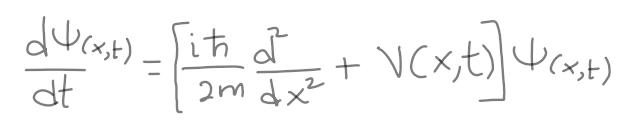 dΨ(x,t)/dt = [iħ/2m d²/dx² + V(x,t)] Ψ(x,t)